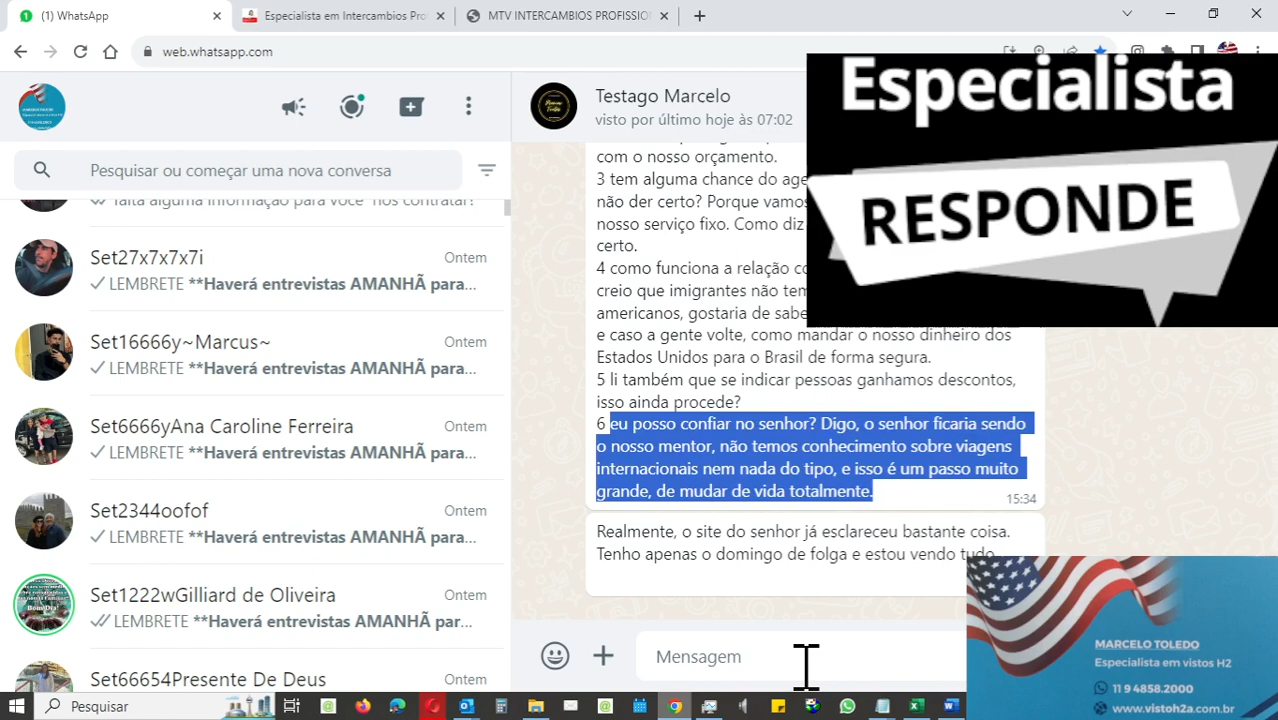 (1) WhatsApp
Especialista em Intercambios Prof
MTV INTERCAMBIOS PROFISSION
web.whatsapp.com
Testago Marcelo
visto por último hoje às 07:02
Especialista
RESPONDE
Pesquisar ou começar uma nova conversa
falta alguma informação para você nos contratar?
Set27x7x7x7i
Ontem
LEMBRETE **Haverá entrevistas AMANHÃ para...
Set16666y~Marcus~
Ontem
LEMBRETE **Haverá entrevistas AMANHÃ para...
Set6666yAna Caroline Ferreira
Ontem
LEMBRETE **Haverá entrevistas AMANHÃ para...
Set2344oofof
Ontem
LEMBRETE **Haverá entrevistas AMANHÃ para...
Set1222wGilliard de Oliveira
Ontem
LEMBRETE **Haverá entrevistas AMANHÃ par...
Set66654Presente De Deus
Ontem
com o nosso orçamento.
3 tem alguma chance do age
não der certo? Porque vamos
nosso serviço fixo. Como diz
certo.
4 como funciona a relação co
creio que imigrantes não tem
americanos, gostaria de sabe
e caso a gente volte, como mandar o nosso dinheiro dos
Estados Unidos para o Brasil de forma segura.
5 li também que se indicar pessoas ganhamos descontos,
isso ainda procede?
6 eu posso confiar no senhor? Digo, o senhor ficaria sendo
o nosso mentor, não temos conhecimento sobre viagens
internacionais nem nada do tipo, e isso é um passo muito
grande, de mudar de vida totalmente.
15:34
Realmente, o site do senhor já esclareceu bastante coisa.
Tenho apenas o domingo de folga e estou vendo tudo
Mensagem
MARCELO TOLEDO
Especialista em vistos H2
11 9 4858.2000
www.vistoh2a.com.br
Pesquisar